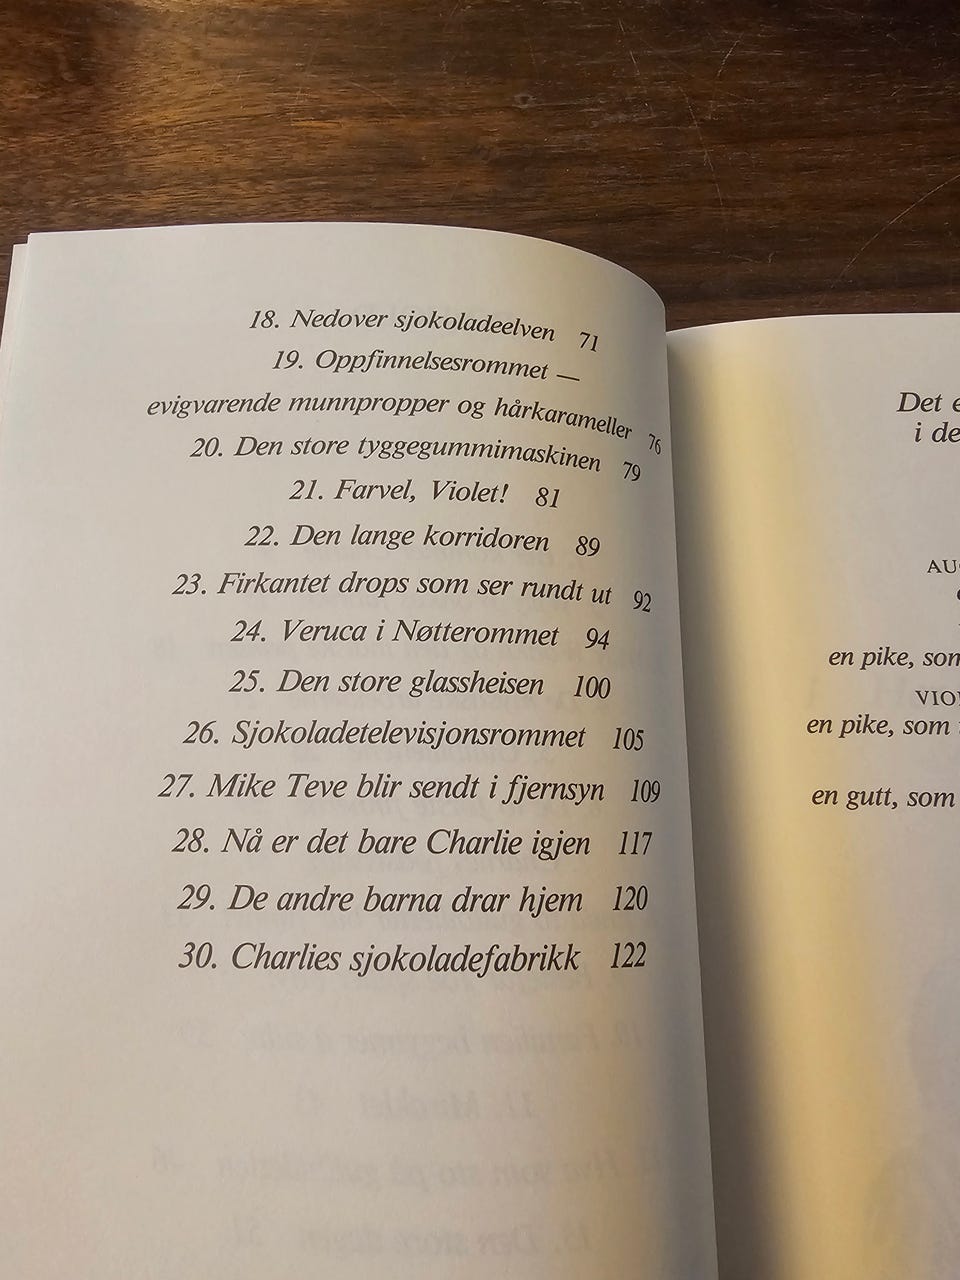 18. Nedover sjokoladeelven 71
19. Oppfinnelsesrommet —
evigvarende munnpropper og hårkarameller 76
20. Den store tyggegummimaskinen 79
21. Farvel, Violet! 81
22. Den lange korridoren 89
23. Firkantet drops som ser rundt ut 92
24. Veruca i Nøtterommet 94
25. Den store glassheisen 100
26. Sjokoladetelevisjonsrommet 105
27. Mike Teve blir sendt i fjernsyn 109
28. Nå er det bare Charlie igjen 117
29. De andre barna drar hjem 120
30. Charlies sjokoladefabrikk 122
Det
i
en pike,
en pike, som
en gutt, som